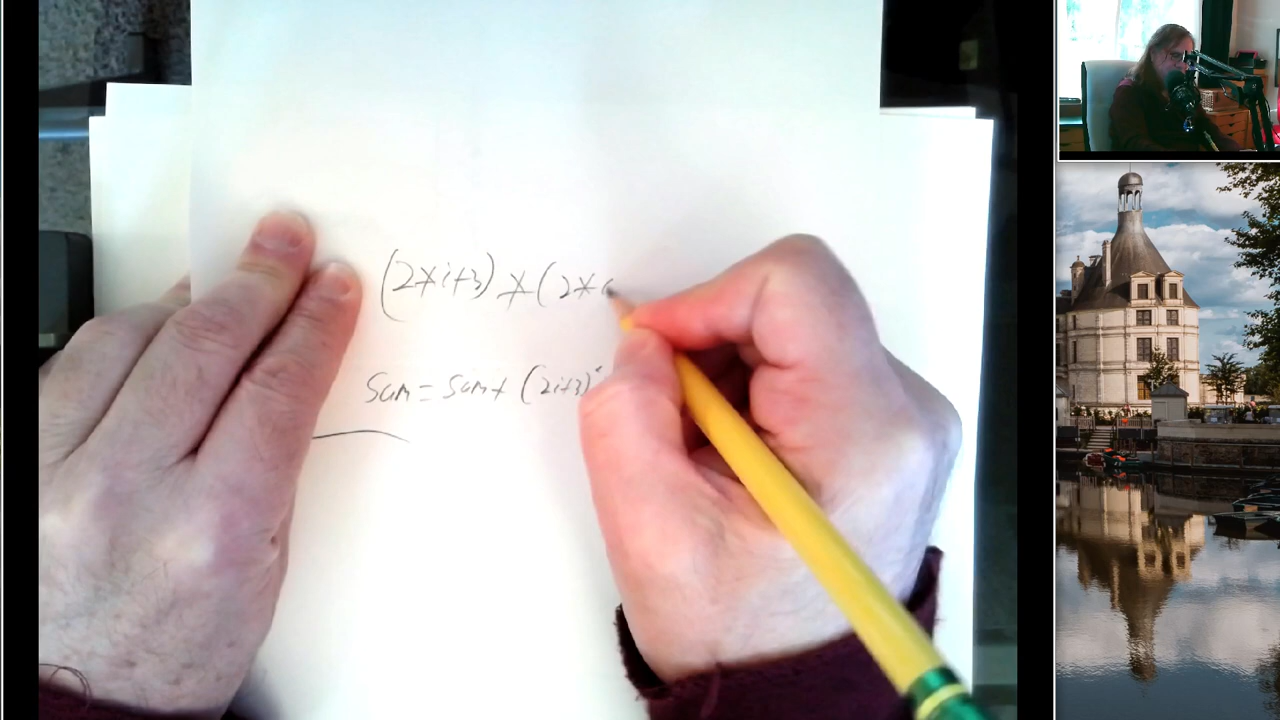 (2*i+3) * (2*
Sum = Sum + (2i+3)